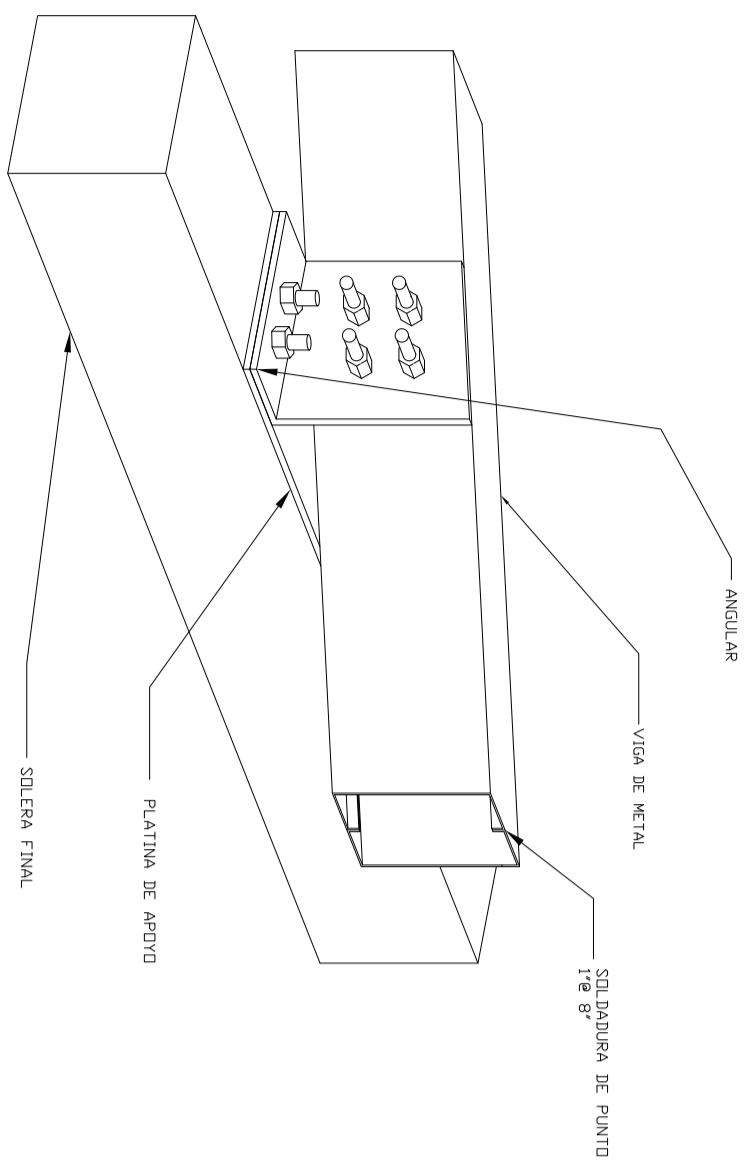 ANGULAR
VIGA DE METAL
SOLDADURA DE PUNTO
1"@ 8"
PLATINA DE APOYO
SOLERA FINAL